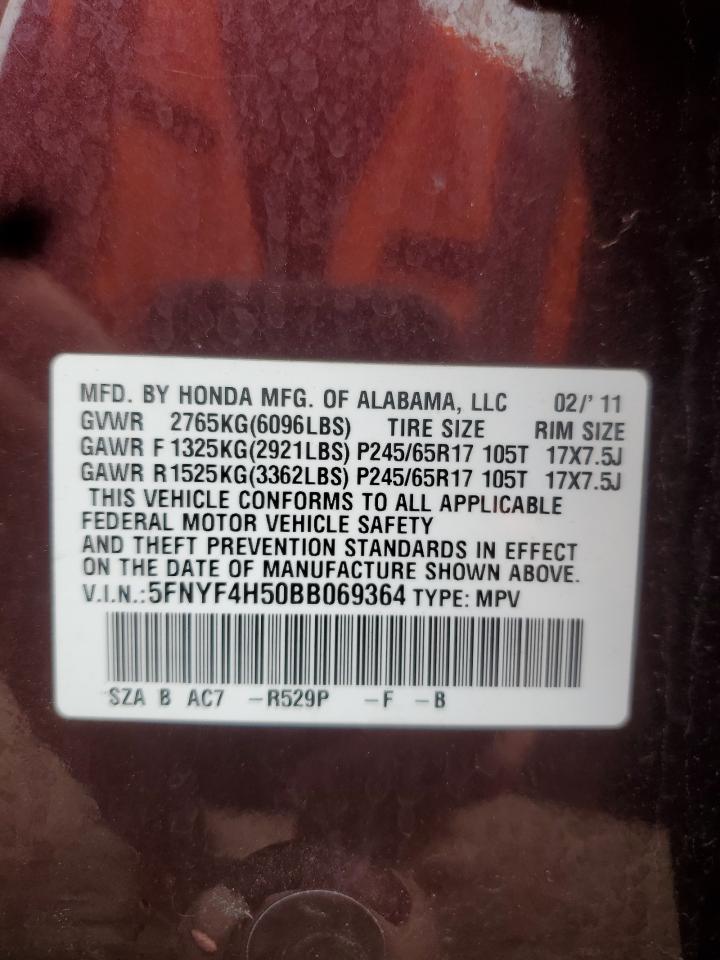 MFD. BY HONDA MFG. OF ALABAMA, LLC 02/' 11
GVWR 2765KG(6096LBS) TIRE SIZE RIM SIZE
GAWR F 1325KG(2921LBS) P245/65R17 105T 17X7.5J
GAWR R 1525KG(3362LBS) P245/65R17 105T 17X7.5J
THIS VEHICLE CONFORMS TO ALL APPLICABLE
FEDERAL MOTOR VEHICLE SAFETY
AND THEFT PREVENTION STANDARDS IN EFFECT
ON THE DATE OF MANUFACTURE SHOWN ABOVE.
V.I.N.:5FNYF4H50BB069364 TYPE: MPV
SZA B AC7 -R529P -F -B